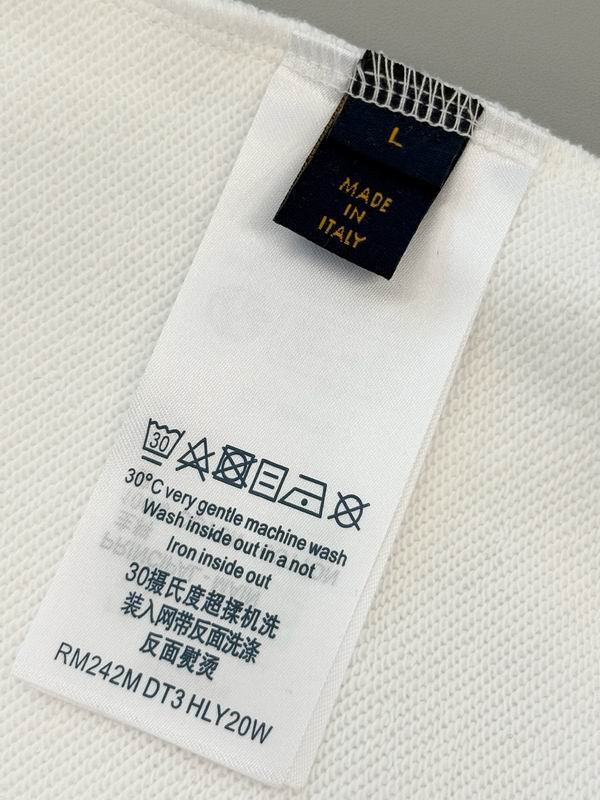 L
MADE
IN
ITALY
30
30°C very gentle machine wash
Wash inside out in a not
Iron inside out
30摄氏度超揉机洗
装入网带反面洗涤
反面熨烫
RM242M DT3 HLY20W